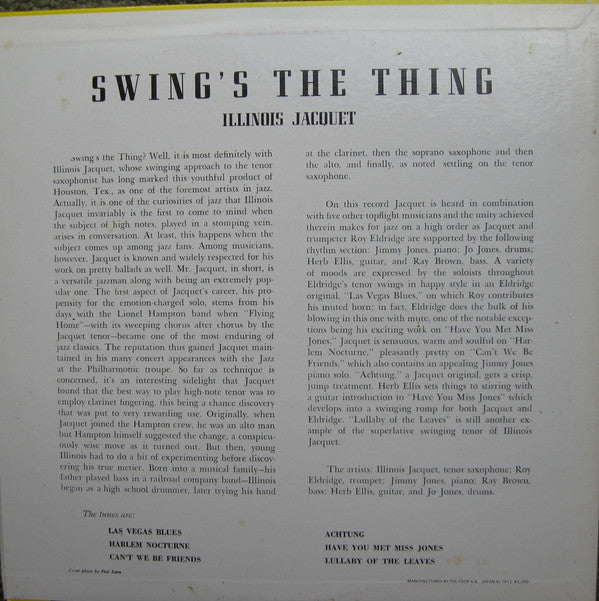 SWING'S THE THING
ILLINOIS JACQUET
Swing's the Thing? Well, it is most definitely with
Illinois Jacquet, whose swinging approach to the tenor
saxophonist has long marked this youthful product of
Houston, Tex., as one of the foremost artists in jazz.
Actually, it is one of the curiosities of jazz that Illinois
Jacquet invariably is the first to come to mind when
the subject of high notes, played in a stomping vein,
arises in conversation. At least, this happens when the
subject comes up among jazz fans. Among musicians,
however, Jacquet is known and widely respected for his
work on pretty ballads as well. Mr. Jacquet, in short, is
a versatile jazzman along with being an extremely pop-
ular one. The first aspect of Jacquet's career, his pro-
pensity for the emotion-charged solo, stems from his
days with the Lionel Hampton band when "Flying
Home"—with its sweeping chorus after chorus by the
Jacquet tenor—became one of the most enduring of
jazz classics. The reputation thus gained Jacquet main-
tained in his many concert appearances with the Jazz
at the Philharmonic troupe. So far as technique is
concerned, it's an interesting sidelight that Jacquet
found that the best way to play high-note tenor was to
employ clarinet fingering, this being a chance discovery
that was put to very rewarding use. Originally, when
Jacquet joined the Hampton crew, he was an alto man
but Hampton himself suggested the change, a conspicu-
ously wise move as it turned out. But then, young
Illinois had to do a bit of experimenting before discov-
ering his true metier. Born into a musical family—his
father played bass in a railroad company band—Illinois
began as a high school drummer, later trying his hand
at the clarinet, then the soprano saxophone and then
the alto, and finally, as noted settling on the tenor
saxophone.
On this record Jacquet is heard in combination
with five other topflight musicians and the unity achieved
therein makes for jazz on a high order as Jacquet and
trumpeter Roy Eldridge are supported by the following
rhythm section: Jimmy Jones, piano; Jo Jones, drums;
Herb Ellis, guitar, and Ray Brown, bass. A variety
of moods are expressed by the soloists throughout
Eldridge's tenor swings in happy style in an Eldridge
original, "Las Vegas Blues," on which Roy contributes
his muted horn; in fact, Eldridge does the bulk of his
blowing in this one with mute, one of the notable excep-
tions being his exciting work on "Have You Met Miss
Jones." Jacquet is sensuous, warm and soulful on "Har-
lem Nocturne," pleasantly pretty on "Can't We Be
Friends," which also contains an appealing Jimmy Jones
piano solo. "Achtung," a Jacquet original, gets a crisp,
jump treatment. Herb Ellis sets things to stirring with
a guitar introduction to "Have You Miss Jones" which
develops into a swinging romp for both Jacquet and
Eldridge. "Lullaby of the Leaves" is still another ex-
ample of the superlative swinging tenor of Illinois
Jacquet.
The artists: Illinois Jacquet, tenor saxophone; Roy
Eldridge, trumpet; Jimmy Jones, piano; Ray Brown,
bass; Herb Ellis, guitar, and Jo Jones, drums.
The tunes are:
LAS VEGAS BLUES
HARLEM NOCTURNE
CAN'T WE BE FRIENDS
ACHTUNG
HAVE YOU MET MISS JONES
LULLABY OF THE LEAVES
Cover photo by Phil Stern
MANUFACTURED BY POLYDOR K.K. JAPAN